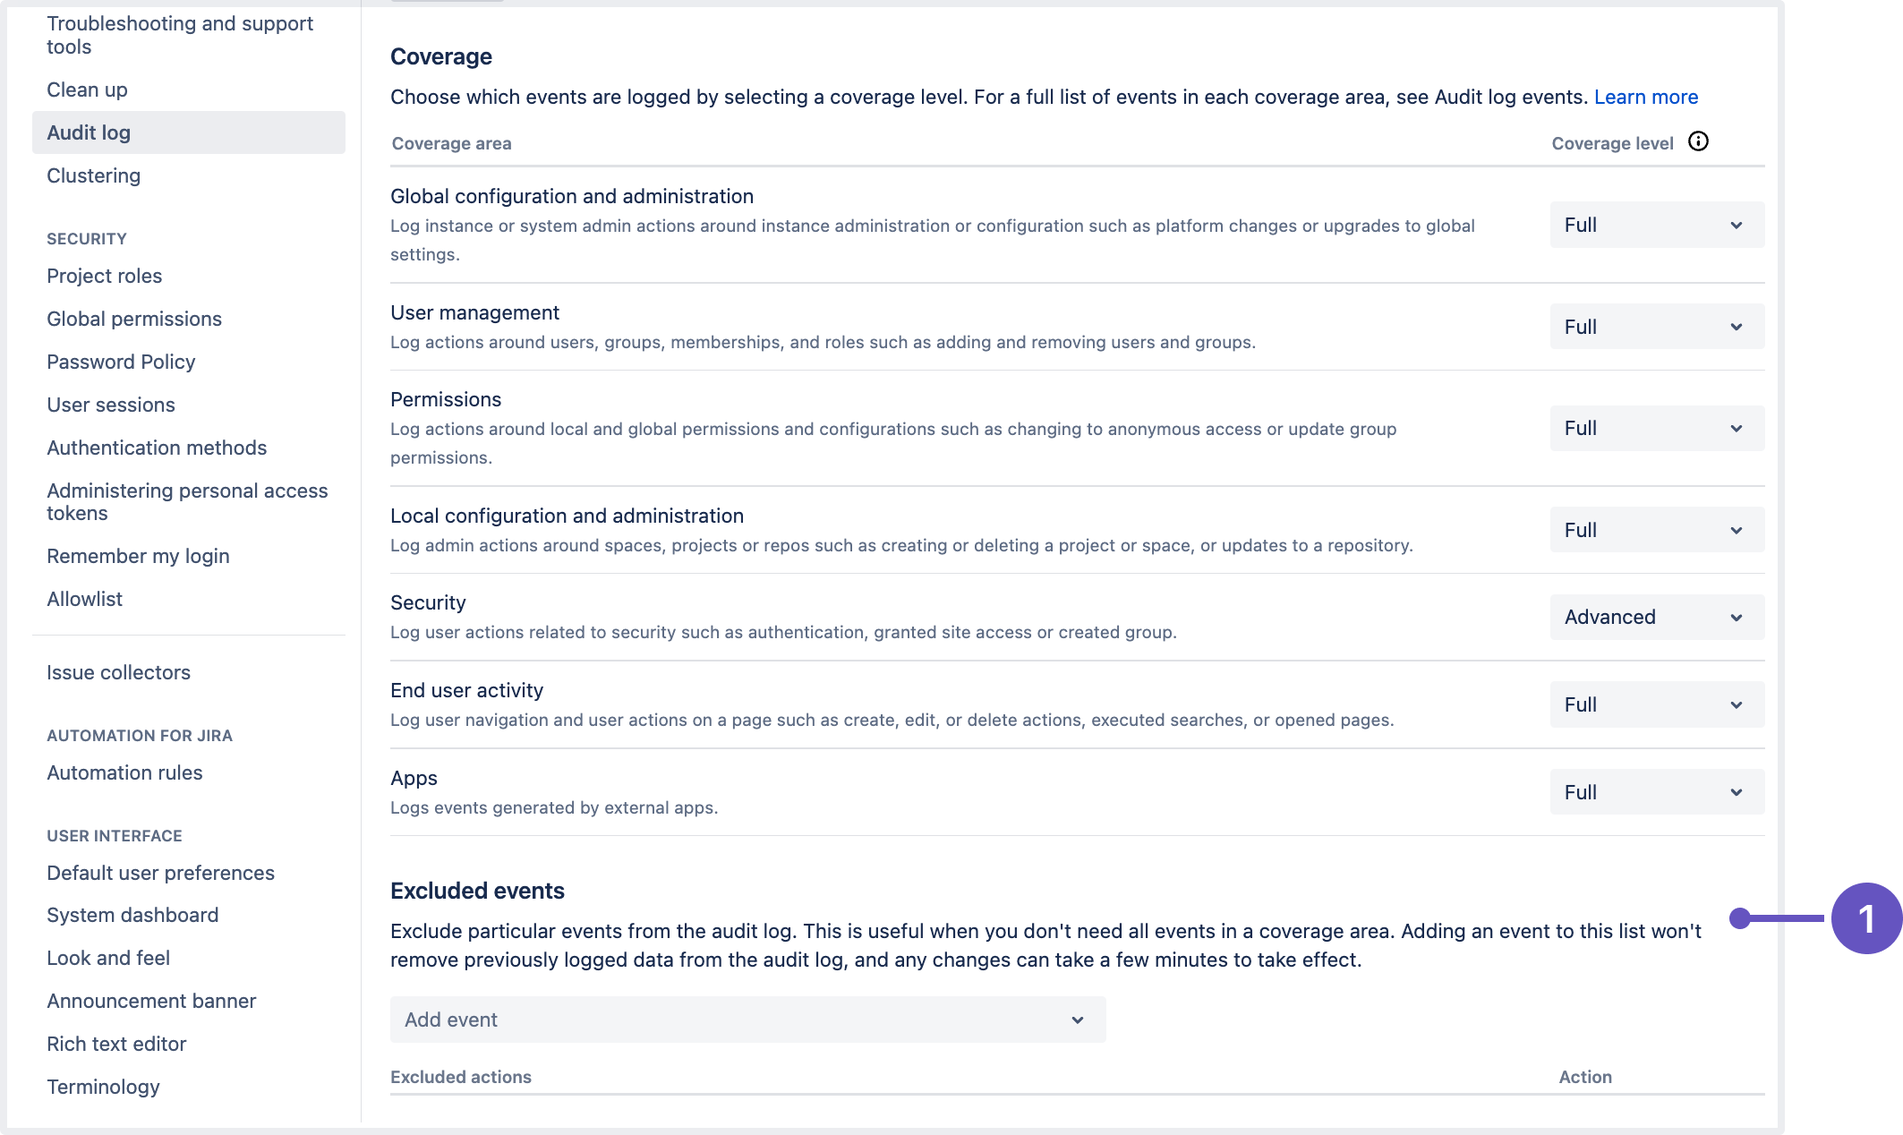 Troubleshooting and support
tools
Clean up
Audit log
Clustering
SECURITY
Project roles
Global permissions
Password Policy
User sessions
Authentication methods
Administering personal access
tokens
Remember my login
Allowlist
Issue collectors
AUTOMATION FOR JIRA
Automation rules
USER INTERFACE
Default user preferences
System dashboard
Look and feel
Announcement banner
Rich text editor
Terminology
Coverage
Choose which events are logged by selecting a coverage level. For a full list of events in each coverage area, see Audit log events. Learn more
Coverage area Coverage level
Global configuration and administration
Log instance or system admin actions around instance administration or configuration such as platform changes or upgrades to global
settings.
Full
User management
Log actions around users, groups, memberships, and roles such as adding and removing users and groups.
Full
Permissions
Log actions around local and global permissions and configurations such as changing to anonymous access or update group
permissions.
Full
Local configuration and administration
Log admin actions around spaces, projects or repos such as creating or deleting a project or space, or updates to a repository.
Full
Security
Log user actions related to security such as authentication, granted site access or created group.
Advanced
End user activity
Log user navigation and user actions on a page such as create, edit, or delete actions, executed searches, or opened pages.
Full
Apps
Logs events generated by external apps.
Full
Excluded events
Exclude particular events from the audit log. This is useful when you don't need all events in a coverage area. Adding an event to this list won't
remove previously logged data from the audit log, and any changes can take a few minutes to take effect.
1
Add event
Excluded actions Action